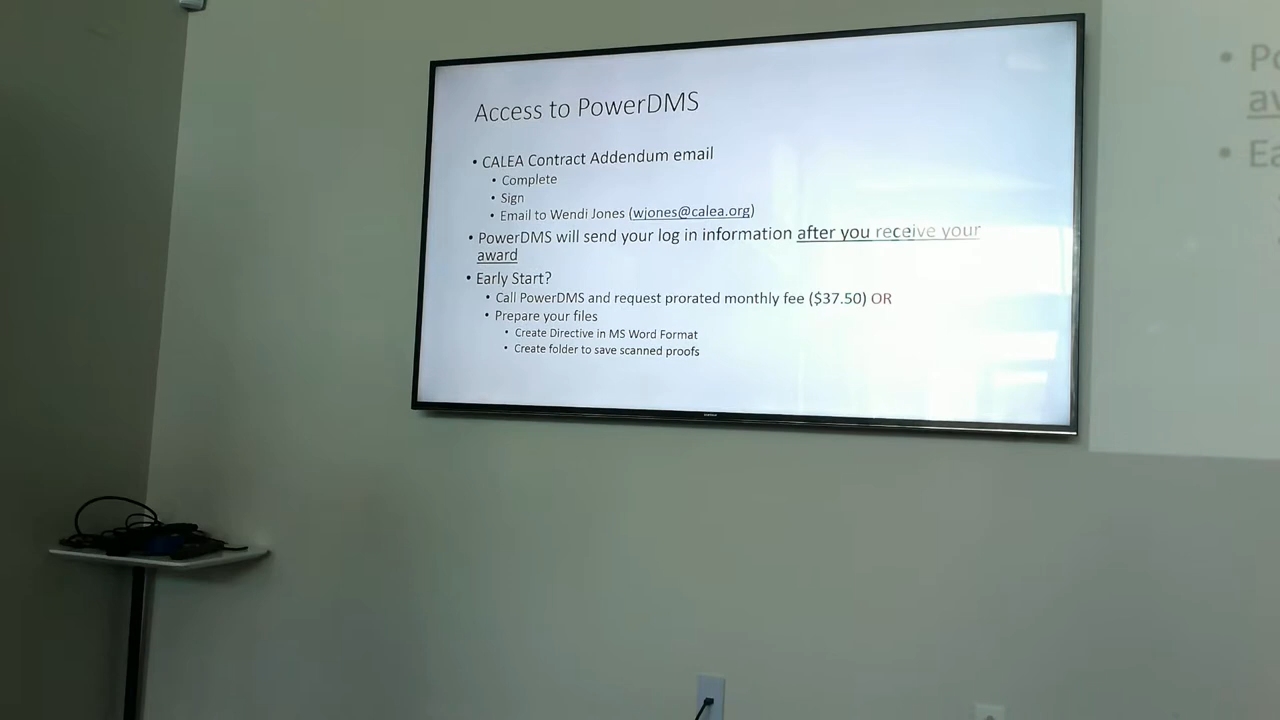 Access to PowerDMS
• CALEA Contract Addendum email
• Complete
• Sign
• Email to Wendi Jones (wjones@calea.org)
• PowerDMS will send your log in information after you receive your
award
• Early Start?
• Call PowerDMS and request prorated monthly fee ($37.50) OR
• Prepare your files
• Create Directive in MS Word Format
• Create folder to save scanned proofs